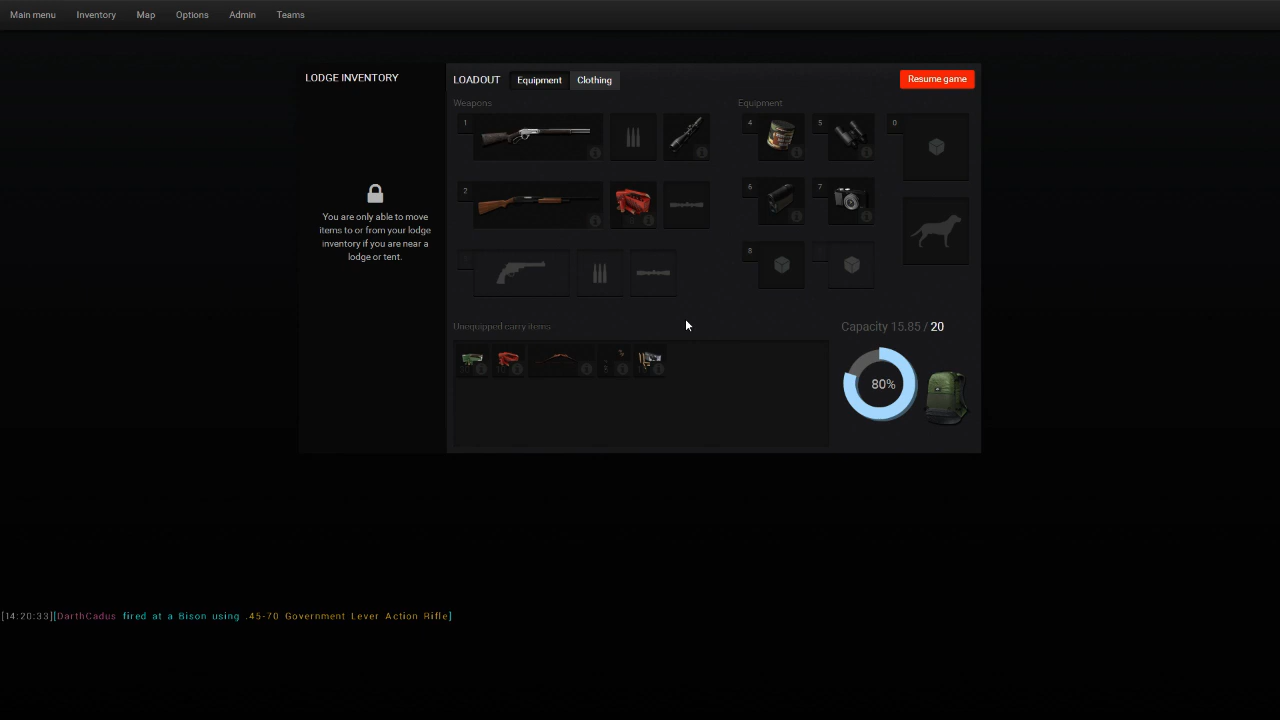 Main menu Inventory Map Options Admin Teams
LODGE INVENTORY
LOADOUT Equipment Clothing Resume game
Weapons Equipment
1 4 5 0
2 6 7
You are only able to move
items to or from your lodge
inventory if you are near a
lodge or tent.
8
Unequipped carry items Capacity 15.85 / 20
80%
[14:20:33][DarthCadus fired at a Bison using .45-70 Government Lever Action Rifle]